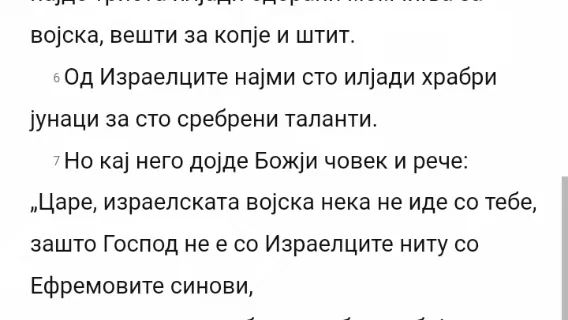 војска, вешти за копје и штит.
6 Од Израелците најми сто илјади храбри
јунаци за сто сребрени таланти.
7 Но кај него дојде Божји човек и рече:
„Царе, израелската војска нека не иде со тебе,
зашто Господ не е со Израелците ниту со
Ефремовите синови,